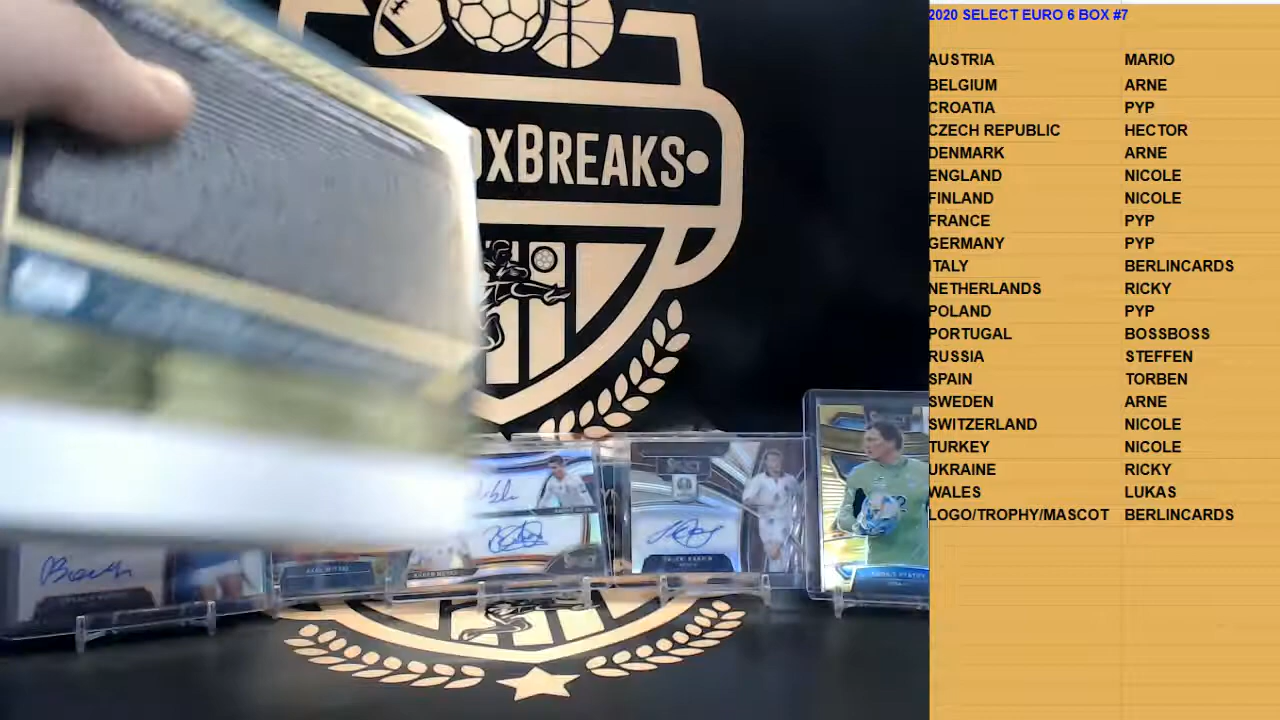 2020 SELECT EURO 6 BOX #7
AUSTRIA MARIO
BELGIUM ARNE
CROATIA PYP
CZECH REPUBLIC HECTOR
DENMARK ARNE
ENGLAND NICOLE
FINLAND NICOLE
FRANCE PYP
GERMANY PYP
ITALY BERLINCARDS
NETHERLANDS RICKY
POLAND PYP
PORTUGAL BOSSBOSS
RUSSIA STEFFEN
SPAIN TORBEN
SWEDEN ARNE
SWITZERLAND NICOLE
TURKEY NICOLE
UKRAINE RICKY
WALES LUKAS
LOGO/TROPHY/MASCOT BERLINCARDS
OXBREAKS